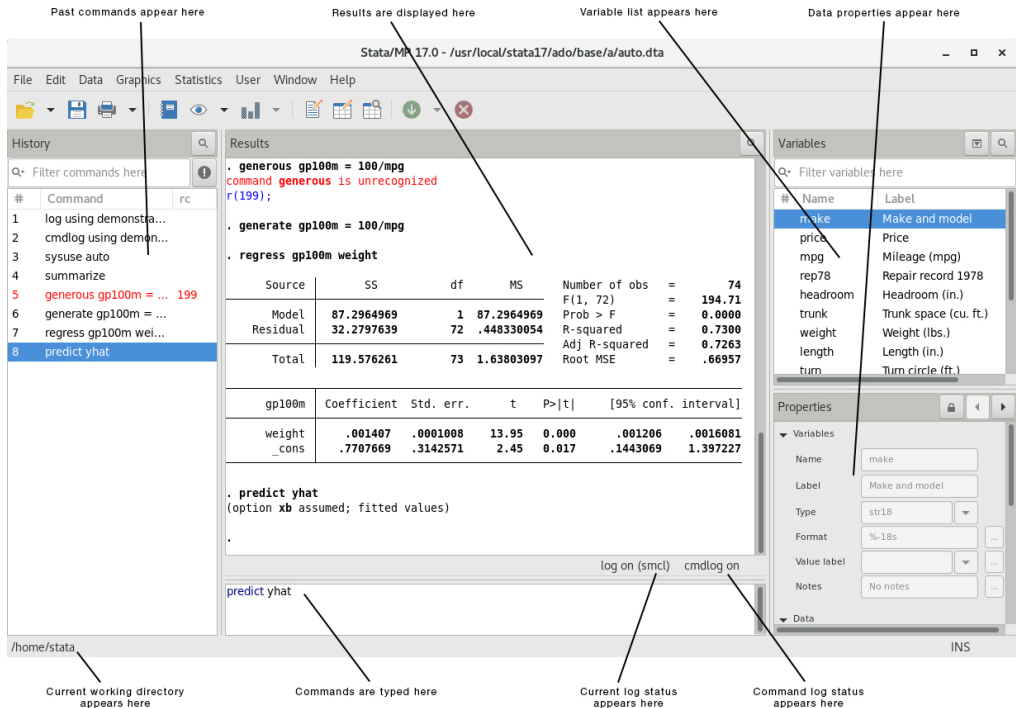 Past commands appear here
Results are displayed here
Variable list appears here
Data properties appear here
Stata/MP 17.0 - /usr/local/stata17/ado/base/a/auto.dta
File Edit Data Graphics Statistics User Window Help
History
Filter commands here
# Command rc
1 log using demonstra...
2 cmdlog using demon...
3 sysuse auto
4 summarize
5 generous gp100m = ... 199
6 generate gp100m = ...
7 regress gp100m wei...
8 predict yhat
Results
. generous gp100m = 100/mpg
command generous is unrecognized
r(199);
. generate gp100m = 100/mpg
. regress gp100m weight
Source SS df MS Number of obs = 74
F(1, 72) = 194.71
Model 87.2964969 1 87.2964969 Prob > F = 0.0000
Residual 32.2797639 72 .448330054 R-squared = 0.7300
Adj R-squared = 0.7263
Total 119.576261 73 1.63803097 Root MSE = .66957
gp100m Coefficient Std. err. t P>|t| [95% conf. interval]
weight .001407 .0001008 13.95 0.000 .001206 .0016081
_cons .7707669 .3142571 2.45 0.017 .1443069 1.397227
. predict yhat
(option xb assumed; fitted values)
.
log on (smcl) cmdlog on
predict yhat
Variables
Filter variables here
# Name Label
make Make and model
price Price
mpg Mileage (mpg)
rep78 Repair record 1978
headroom Headroom (in.)
trunk Trunk space (cu. ft.)
weight Weight (lbs.)
length Length (in.)
turn Turn circle (ft.)
Properties
Variables
Name make
Label Make and model
Type str18
Format %-18s
...
Value label
...
Notes No notes
...
Data
/home/stata
INS
Current working directory
appears here
Commands are typed here
Current log status
appears here
Command log status
appears here